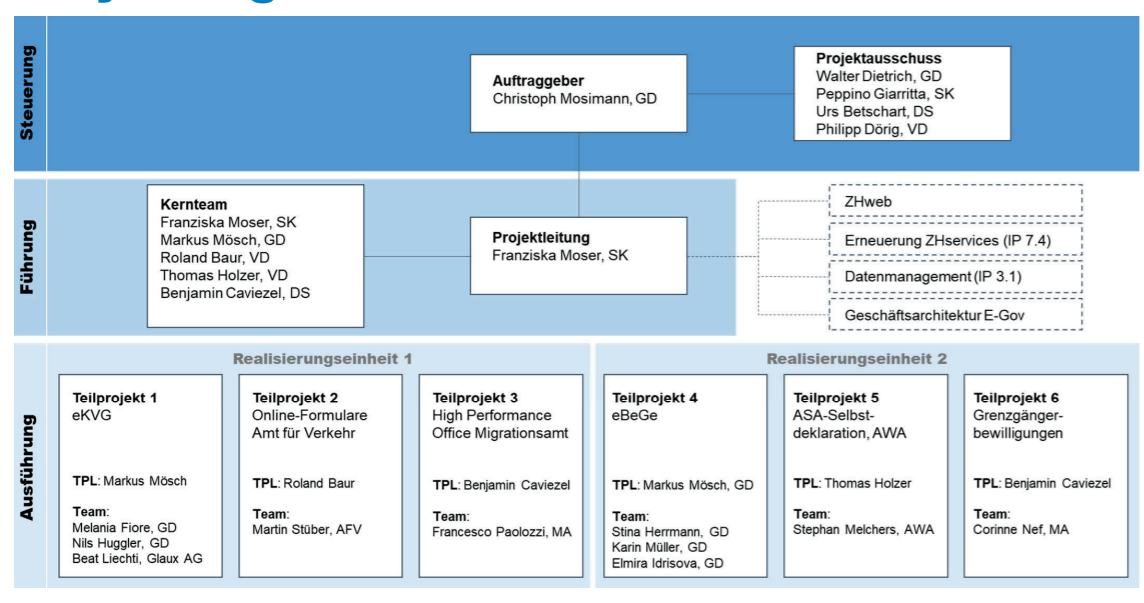 Steuerung
Auftraggeber
Christoph Mosimann, GD
Projektausschuss
Walter Dietrich, GD
Peppino Giarritta, SK
Urs Betschart, DS
Philipp Dörig, VD
Führung
Kernteam
Franziska Moser, SK
Markus Mösch, GD
Roland Baur, VD
Thomas Holzer, VD
Benjamin Caviezel, DS
Projektleitung
Franziska Moser, SK
ZHweb
Erneuerung ZHservices (IP 7.4)
Datenmanagement (IP 3.1)
Geschäftsarchitektur E-Gov
Ausführung
Realisierungseinheit 1
Teilprojekt 1
eKVG
TPL: Markus Mösch
Team:
Melania Fiore, GD
Nils Huggler, GD
Beat Liechti, Glaux AG
Teilprojekt 2
Online-Formulare
Amt für Verkehr
TPL: Roland Baur
Team:
Martin Stüber, AFV
Teilprojekt 3
High Performance
Office Migrationsamt
TPL: Benjamin Caviezel
Team:
Francesco Paolozzi, MA
Realisierungseinheit 2
Teilprojekt 4
eBeGe
TPL: Markus Mösch, GD
Team:
Stina Herrmann, GD
Karin Müller, GD
Elmira Idrisova, GD
Teilprojekt 5
ASA-Selbst-
deklaration, AWA
TPL: Thomas Holzer
Team:
Stephan Melchers, AWA
Teilprojekt 6
Grenzgänger-
bewilligungen
TPL: Benjamin Caviezel
Team:
Corinne Nef, MA